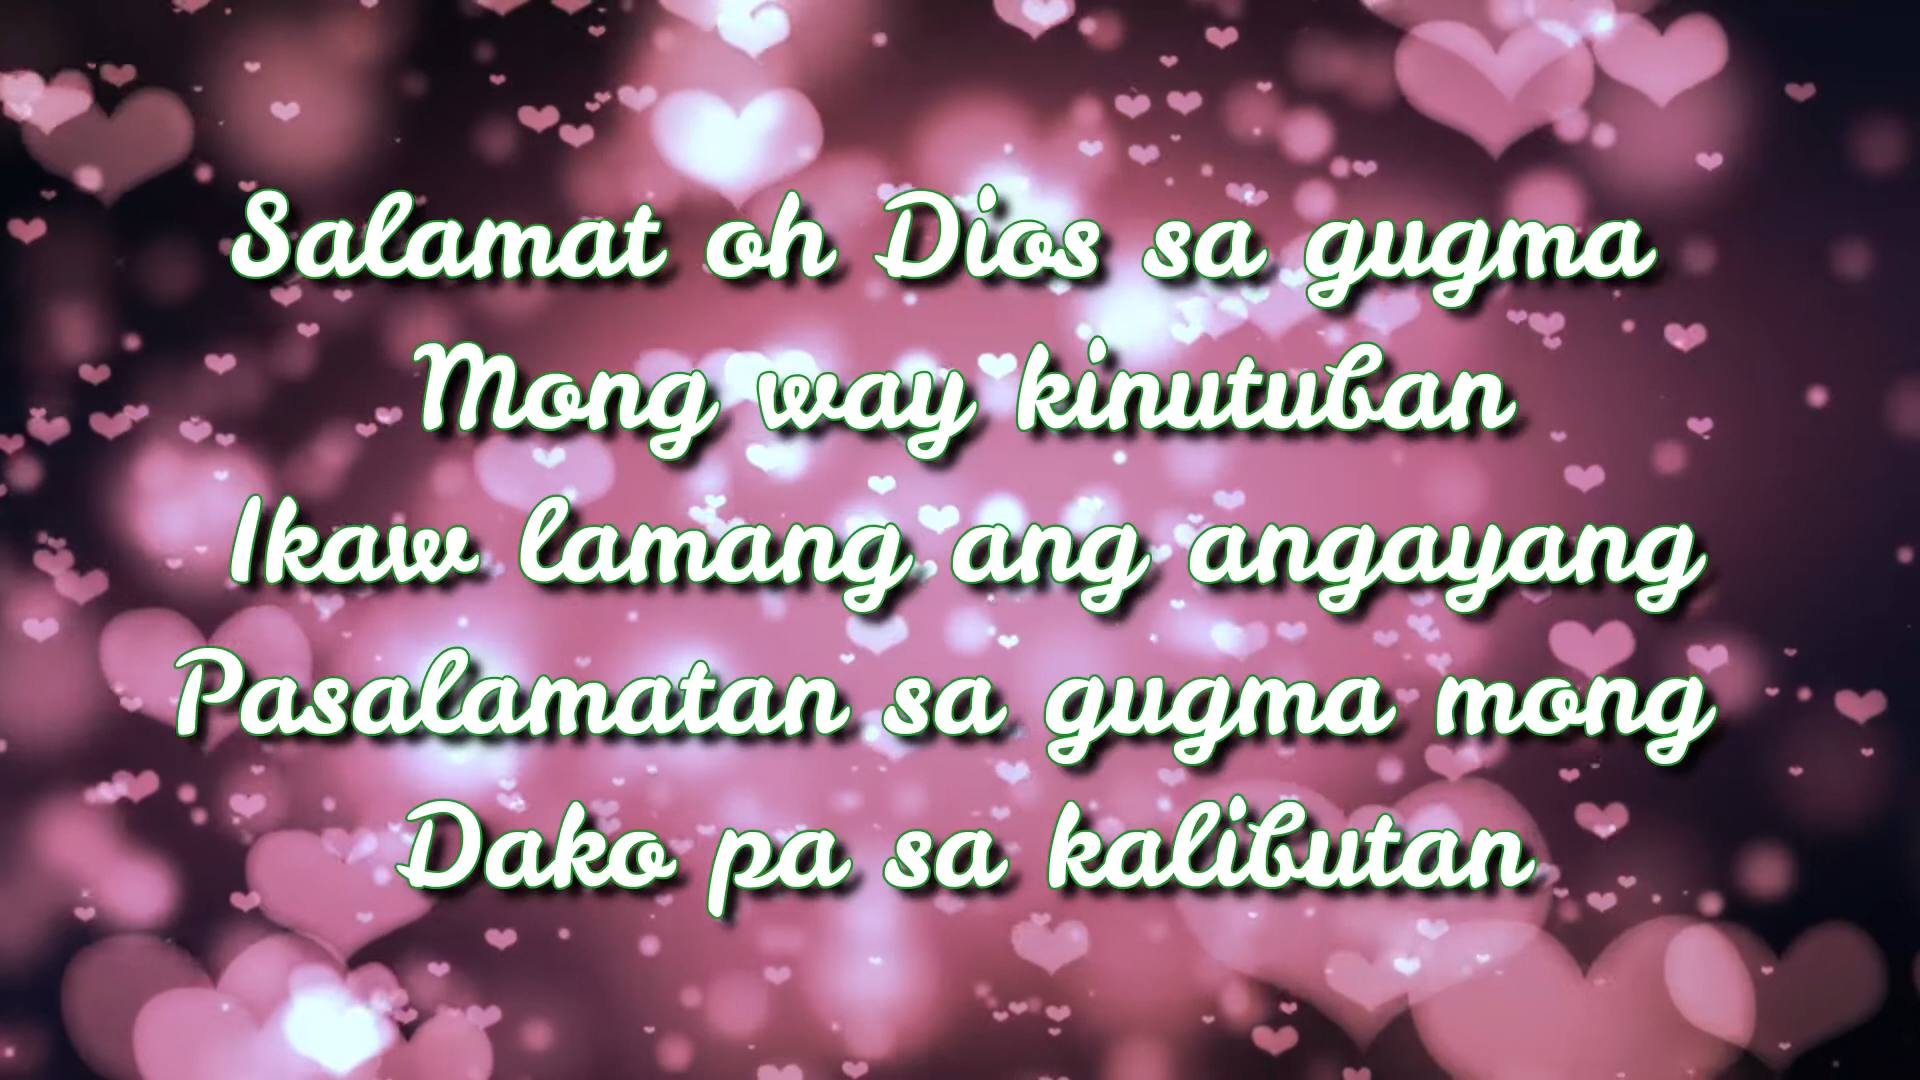 Salamat oh Dios sa gugma
Mong way kinutuban
Ikaw lamang ang angayang
Pasalamatan sa gugma mong
Dako pa sa kalibutan